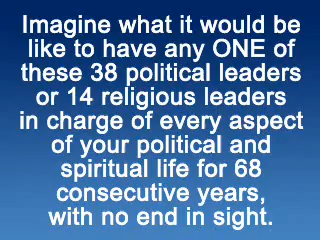 Imagine what it would be
like to have any ONE of
these 38 political leaders
or 14 religious leaders
in charge of every aspect
of your political and
spiritual life for 68
consecutive years,
with no end in sight.